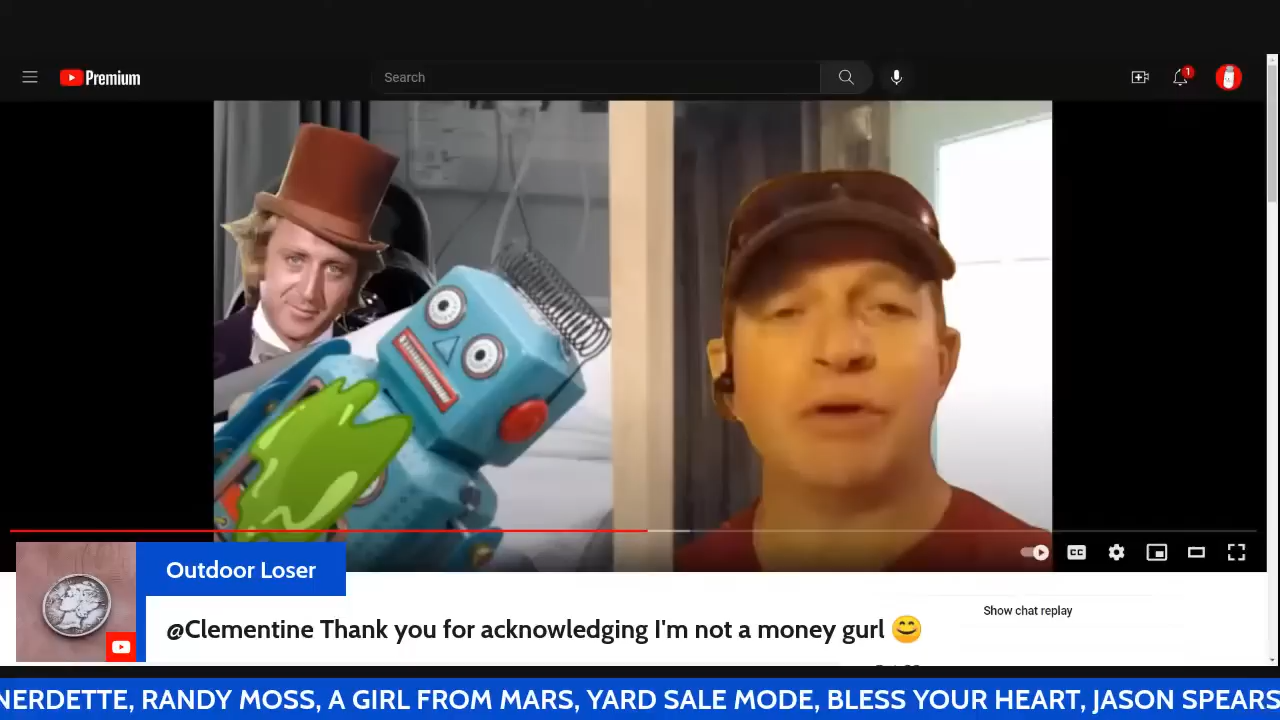 Premium
Search
1
Outdoor Loser
Show chat replay
@Clementine Thank you for acknowledging I'm not a money gurl 😊
NERDETTE, RANDY MOSS, A GIRL FROM MARS, YARD SALE MODE, BLESS YOUR HEART, JASON SPEARS